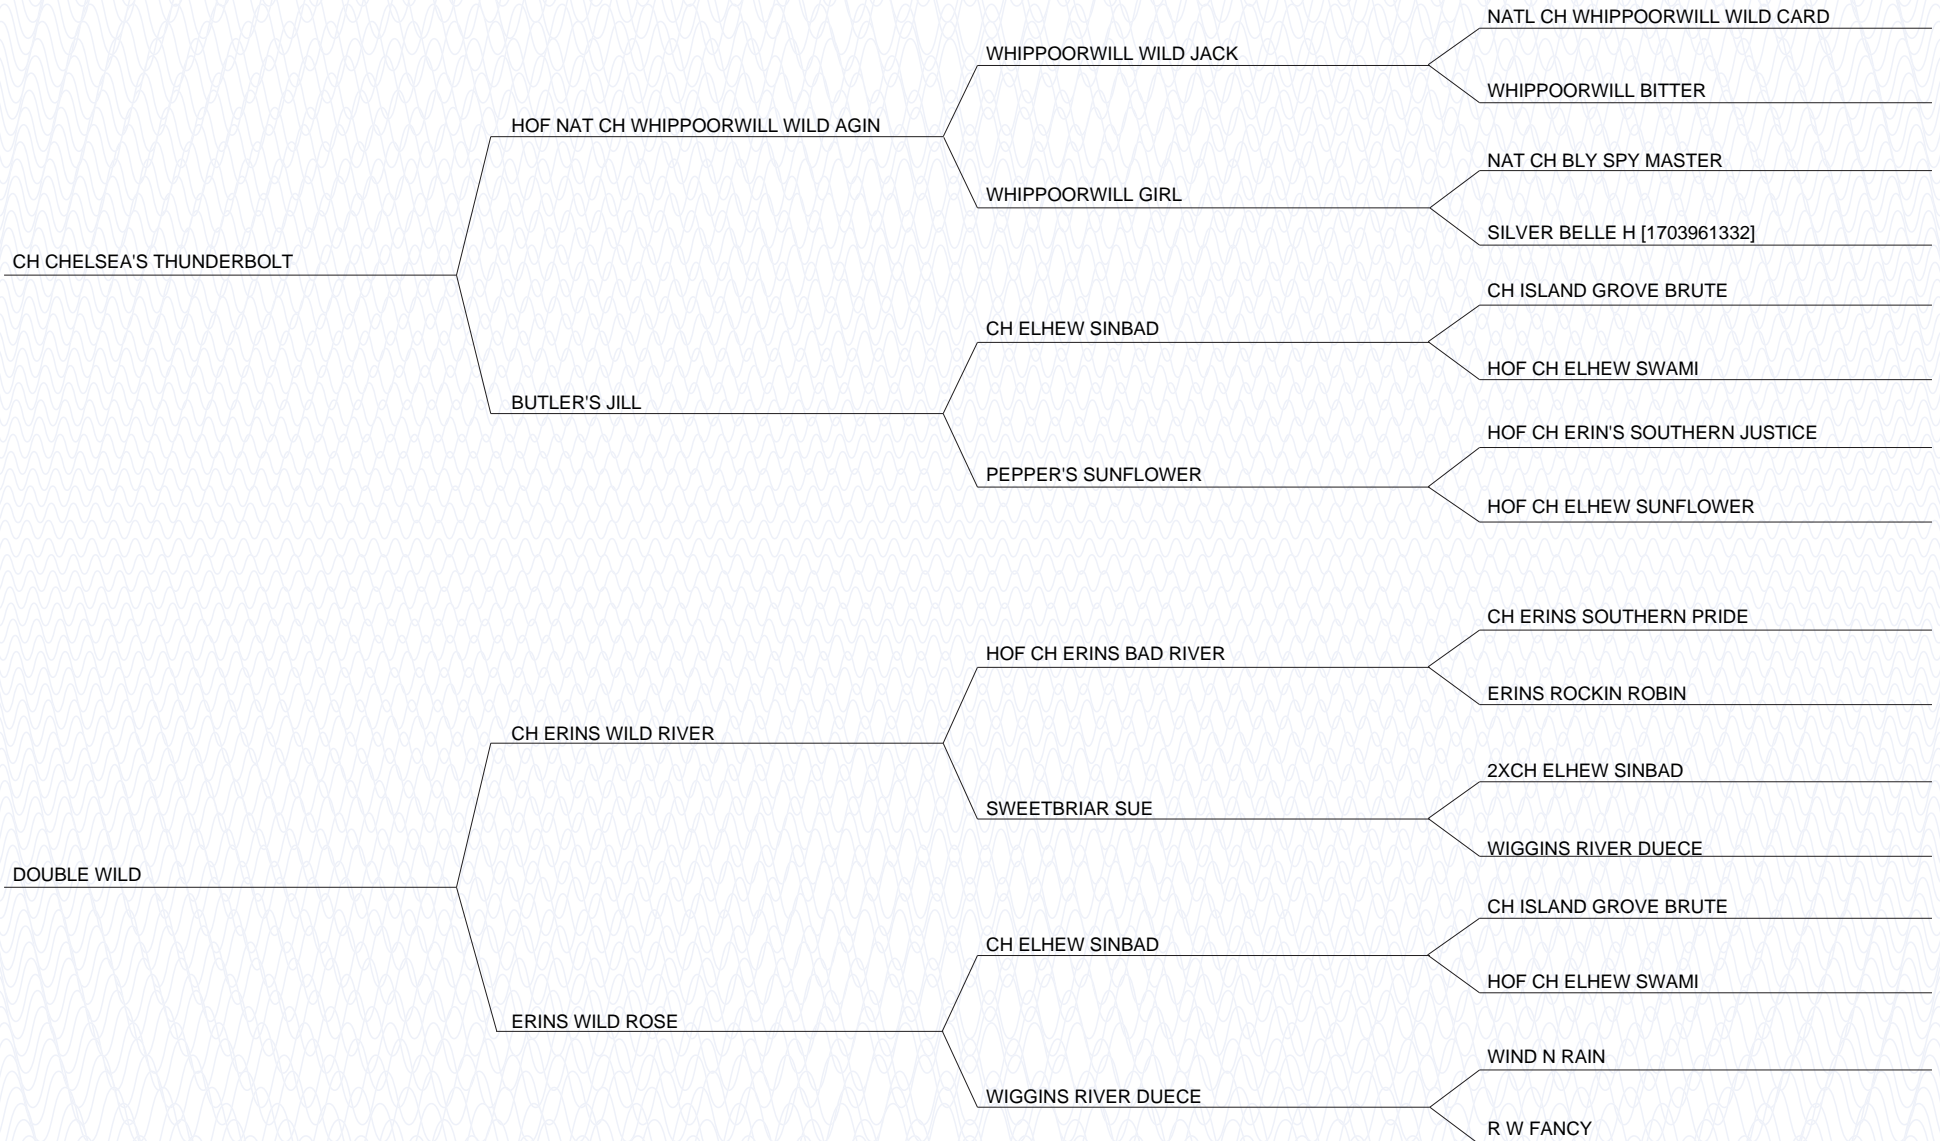 NATL CH WHIPPOORWILL WILD CARD
WHIPPOORWILL WILD JACK
WHIPPOORWILL BITTER
HOF NAT CH WHIPPOORWILL WILD AGIN
NAT CH BLY SPY MASTER
WHIPPOORWILL GIRL
SILVER BELLE H [1703961332]
CH CHELSEA'S THUNDERBOLT
CH ISLAND GROVE BRUTE
CH ELHEW SINBAD
HOF CH ELHEW SWAMI
BUTLER'S JILL
HOF CH ERIN'S SOUTHERN JUSTICE
PEPPER'S SUNFLOWER
HOF CH ELHEW SUNFLOWER
CH ERINS SOUTHERN PRIDE
HOF CH ERINS BAD RIVER
ERINS ROCKIN ROBIN
CH ERINS WILD RIVER
2XCH ELHEW SINBAD
SWEETBRIAR SUE
WIGGINS RIVER DUECE
DOUBLE WILD
CH ISLAND GROVE BRUTE
CH ELHEW SINBAD
HOF CH ELHEW SWAMI
ERINS WILD ROSE
WIND N RAIN
WIGGINS RIVER DUECE
R W FANCY